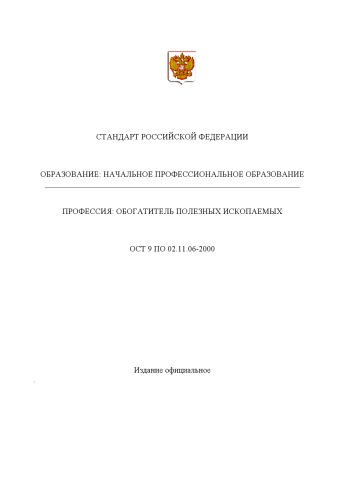 СТАНДАРТ РОССИЙСКОЙ ФЕДЕРАЦИИ
ОБРАЗОВАНИЕ: НАЧАЛЬНОЕ ПРОФЕССИОНАЛЬНОЕ ОБРАЗОВАНИЕ
ПРОФЕССИЯ: ОБОГАТИТЕЛЬ ПОЛЕЗНЫХ ИСКОПАЕМЫХ
ОСТ 9 ПО 02.11.06-2000
Издание официальное